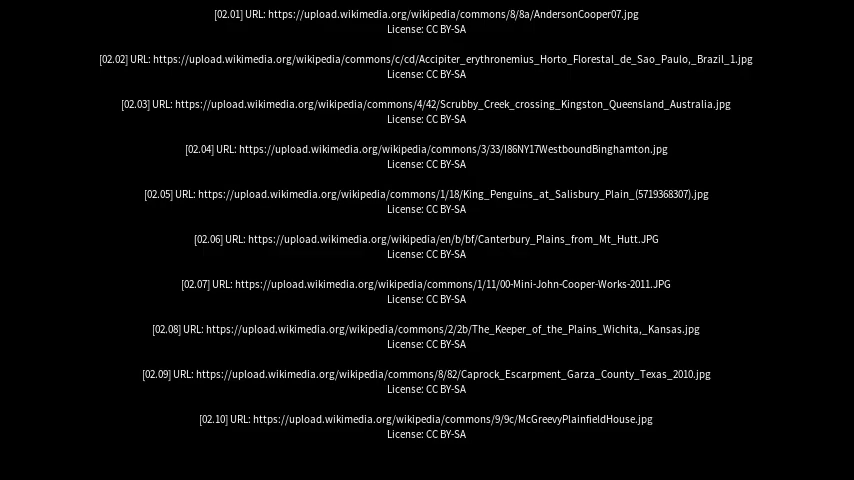 [02.01] URL: https://upload.wikimedia.org/wikipedia/commons/8/8a/AndersonCooper07.jpg
License: CC BY-SA
[02.02] URL: https://upload.wikimedia.org/wikipedia/commons/c/cd/Accipiter_erythronemius_Horto_Florestal_de_Sao_Paulo,_Brazil_1.jpg
License: CC BY-SA
[02.03] URL: https://upload.wikimedia.org/wikipedia/commons/4/42/Scrubby_Creek_crossing_Kingston_Queensland_Australia.jpg
License: CC BY-SA
[02.04] URL: https://upload.wikimedia.org/wikipedia/commons/3/33/I86NY17WestboundBinghamton.jpg
License: CC BY-SA
[02.05] URL: https://upload.wikimedia.org/wikipedia/commons/1/18/King_Penguins_at_Salisbury_Plain_(5719368307).jpg
License: CC BY-SA
[02.06] URL: https://upload.wikimedia.org/wikipedia/en/b/bf/Canterbury_Plains_from_Mt_Hutt.JPG
License: CC BY-SA
[02.07] URL: https://upload.wikimedia.org/wikipedia/commons/1/11/00-Mini-John-Cooper-Works-2011.JPG
License: CC BY-SA
[02.08] URL: https://upload.wikimedia.org/wikipedia/commons/2/2b/The_Keeper_of_the_Plains_Wichita,_Kansas.jpg
License: CC BY-SA
[02.09] URL: https://upload.wikimedia.org/wikipedia/commons/8/82/Caprock_Escarpment_Garza_County_Texas_2010.jpg
License: CC BY-SA
[02.10] URL: https://upload.wikimedia.org/wikipedia/commons/9/9c/McGreevyPlainfieldHouse.jpg
License: CC BY-SA